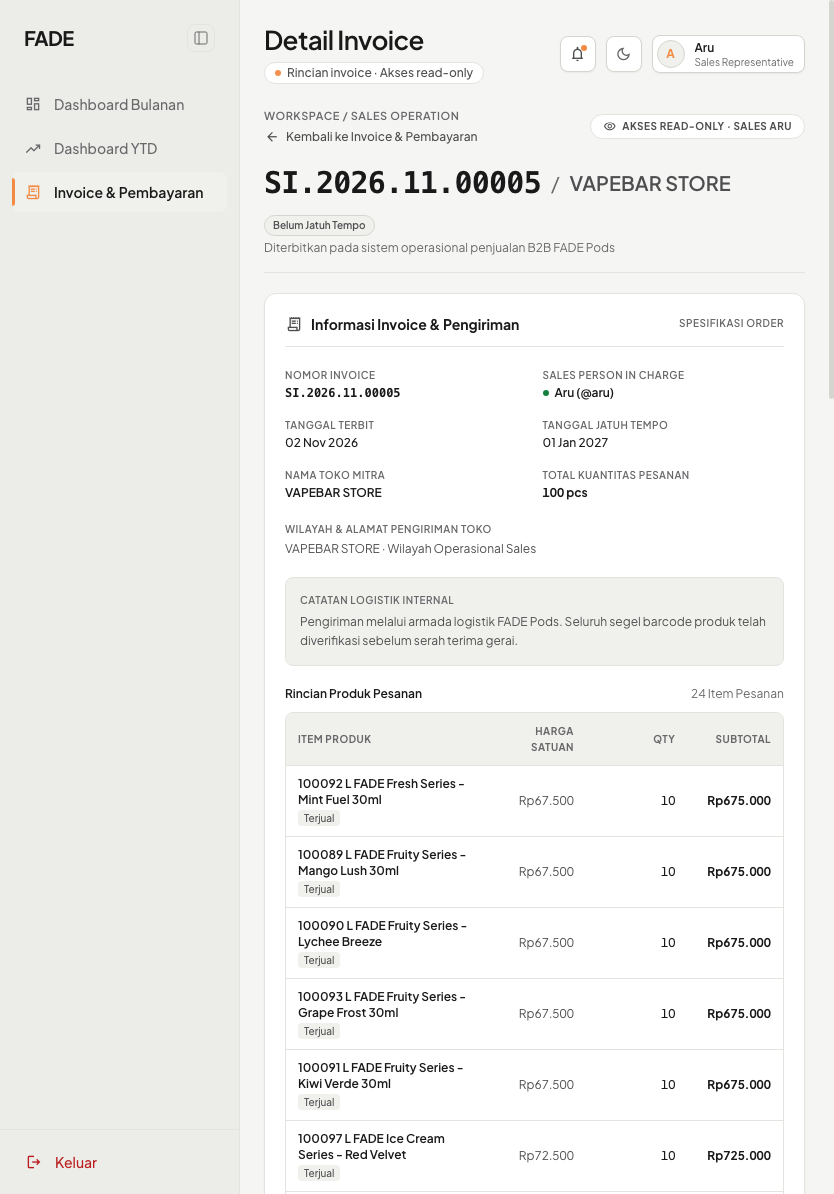 FADE
Dashboard Bulanan
Dashboard YTD
Invoice & Pembayaran
Keluar
Detail Invoice
Rincian invoice · Akses read-only
A
Aru
Sales Representative
WORKSPACE / SALES OPERATION
Kembali ke Invoice & Pembayaran
AKSES READ-ONLY · SALES ARU
SI.2026.11.00005 / VAPEBAR STORE
Belum Jatuh Tempo
Diterbitkan pada sistem operasional penjualan B2B FADE Pods
Informasi Invoice & Pengiriman
SPESIFIKASI ORDER
NOMOR INVOICE
SI.2026.11.00005
SALES PERSON IN CHARGE
Aru (@aru)
TANGGAL TERBIT
02 Nov 2026
TANGGAL JATUH TEMPO
01 Jan 2027
NAMA TOKO MITRA
VAPEBAR STORE
TOTAL KUANTITAS PESANAN
100 pcs
WILAYAH & ALAMAT PENGIRIMAN TOKO
VAPEBAR STORE · Wilayah Operasional Sales
CATATAN LOGISTIK INTERNAL
Pengiriman melalui armada logistik FADE Pods. Seluruh segel barcode produk telah
diverifikasi sebelum serah terima gerai.
Rincian Produk Pesanan
24 Item Pesanan
ITEM PRODUK
HARGA
SATUAN
QTY
SUBTOTAL
100092 L FADE Fresh Series -
Mint Fuel 30ml
Terjual
Rp67.500
10
Rp675.000
100089 L FADE Fruity Series -
Mango Lush 30ml
Terjual
Rp67.500
10
Rp675.000
100090 L FADE Fruity Series -
Lychee Breeze
Terjual
Rp67.500
10
Rp675.000
100093 L FADE Fruity Series -
Grape Frost 30ml
Terjual
Rp67.500
10
Rp675.000
100091 L FADE Fruity Series -
Kiwi Verde 30ml
Terjual
Rp67.500
10
Rp675.000
100097 L FADE Ice Cream
Series - Red Velvet
Terjual
Rp72.500
10
Rp725.000